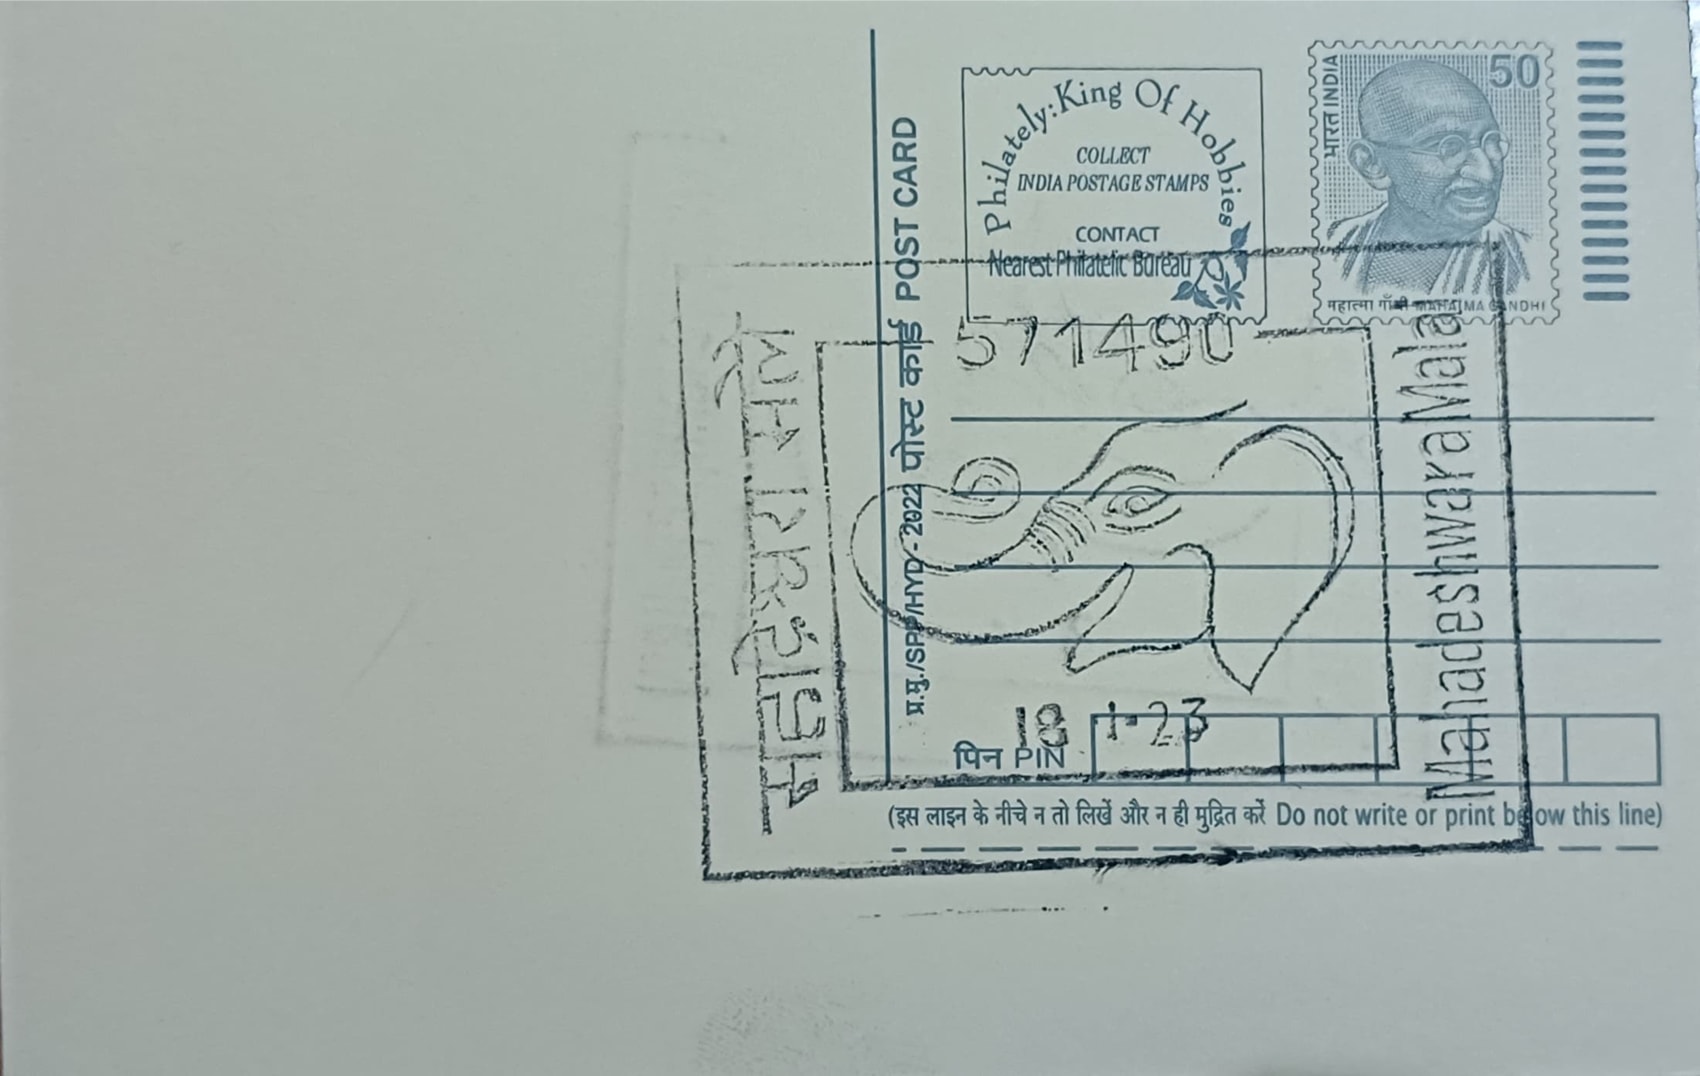 Philately:King Of Hobbies
COLLECT
INDIA POSTAGE STAMPS
CONTACT
Nearest Philatelic Bureau
भारत INDIA
50
महात्मा गाँधी MAHATMA GANDHI
प्र.मु./SPP/HYD - 2022 पोस्ट कार्ड POST CARD
571490
Mahadeshwara Malai
18 1-23
पिन PIN
(इस लाइन के नीचे न तो लिखें और न ही मुद्रित करें Do not write or print below this line)